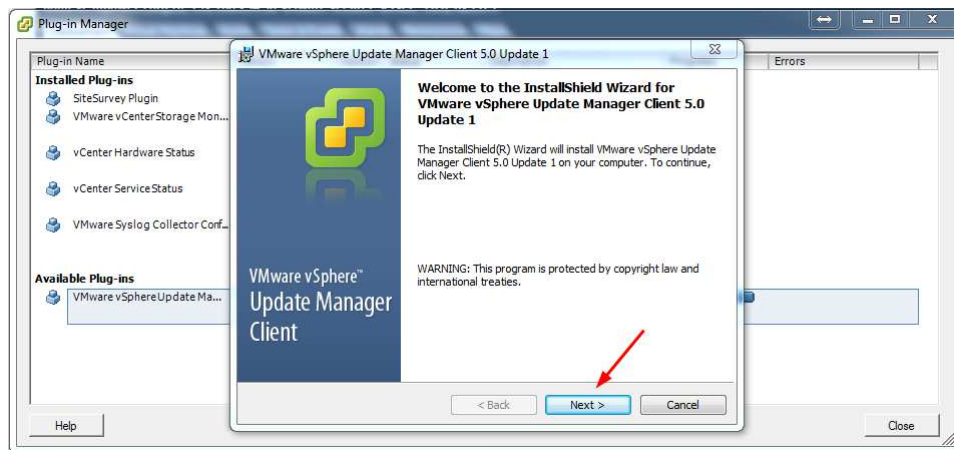 Plug-in Manager
Plug-in Name
Errors
Installed Plug-ins
SiteSurvey Plugin
VMware vCenter Storage Mon...
vCenter Hardware Status
vCenter Service Status
VMware Syslog Collector Conf...
Available Plug-ins
VMware vSphere Update Ma...
Help
Close
VMware vSphere Update Manager Client 5.0 Update 1
Welcome to the InstallShield Wizard for
VMware vSphere Update Manager Client 5.0
Update 1
The InstallShield(R) Wizard will install VMware vSphere Update
Manager Client 5.0 Update 1 on your computer. To continue,
click Next.
WARNING: This program is protected by copyright law and
international treaties.
VMware vSphere™
Update Manager
Client
< Back
Next >
Cancel